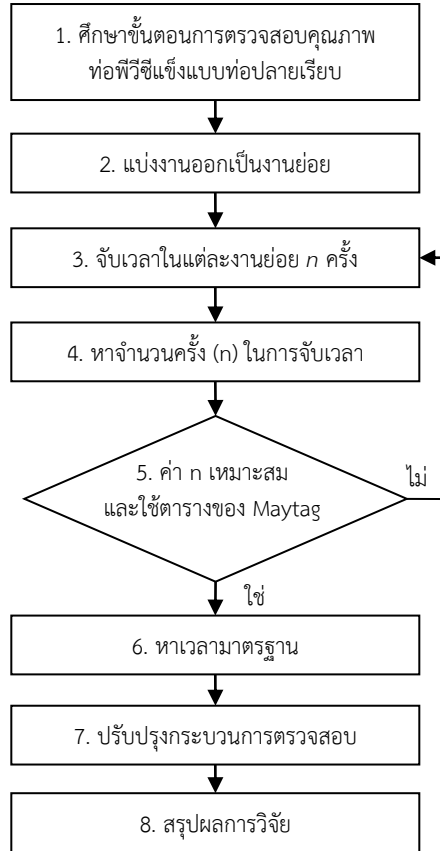 1. ศึกษาขั้นตอนการตรวจสอบคุณภาพ
ท่อพีวีซีแข็งแบบท่อปลายเรียบ
2. แบ่งงานออกเป็นงานย่อย
3. จับเวลาในแต่ละงานย่อย n ครั้ง
4. หาจำนวนครั้ง (n) ในการจับเวลา
5. ค่า n เหมาะสม
และใช้ตารางของ Maytag
ไม่
ใช่
6. หาเวลามาตรฐาน
7. ปรับปรุงกระบวนการตรวจสอบ
8. สรุปผลการวิจัย